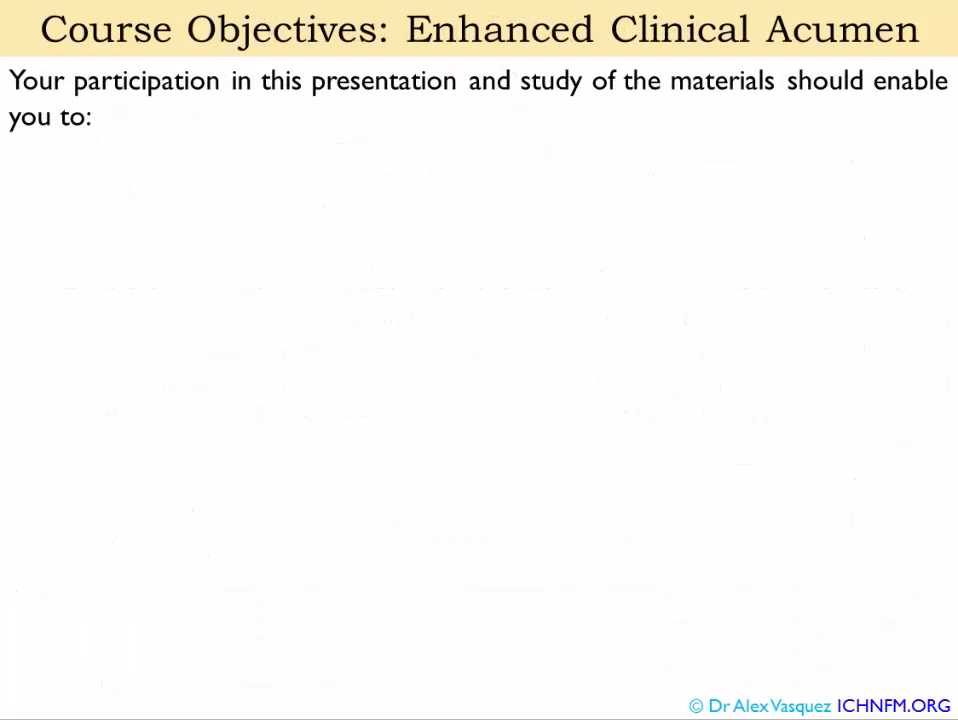 Course Objectives: Enhanced Clinical Acumen
Your participation in this presentation and study of the materials should enable
you to:
© Dr Alex Vasquez ICHNFM.ORG